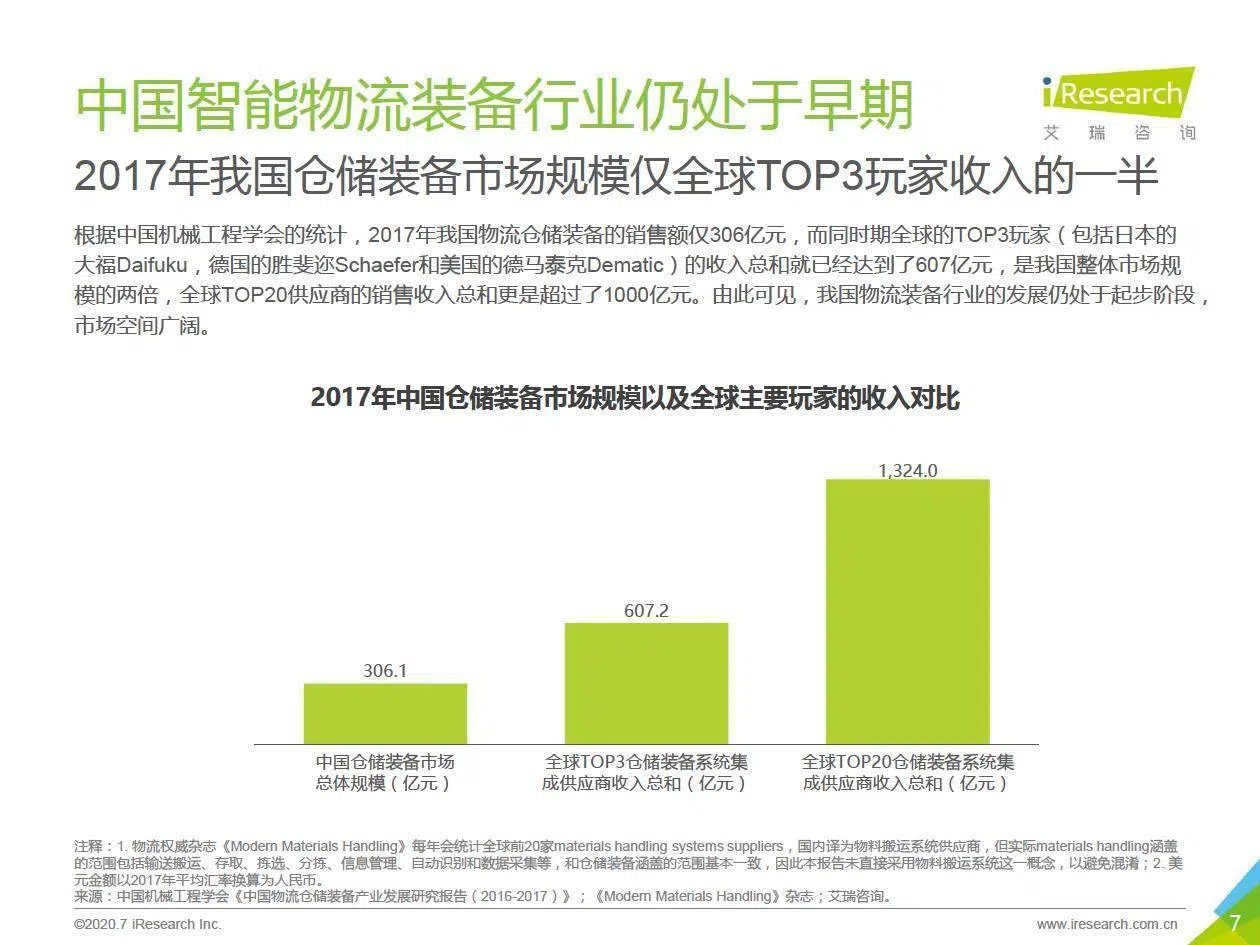 中国智能物流装备行业仍处于早期
iResearch
艾瑞咨询
2017年我国仓储装备市场规模仅全球TOP3玩家收入的一半
根据中国机械工程学会的统计，2017年我国物流仓储装备的销售额仅306亿元，而同时期全球的TOP3玩家（包括日本的
大福Daifuku，德国的胜斐迩Schaefer和美国的德马泰克Dematic）的收入总和就已经达到了607亿元，是我国整体市场规
模的两倍，全球TOP20供应商的销售收入总和更是超过了1000亿元。由此可见，我国物流装备行业的发展仍处于起步阶段，
市场空间广阔。
2017年中国仓储装备市场规模以及全球主要玩家的收入对比
306.1
607.2
1,324.0
中国仓储装备市场
总体规模（亿元）
全球TOP3仓储装备系统集
成供应商收入总和（亿元）
全球TOP20仓储装备系统集
成供应商收入总和（亿元）
注释：1. 物流权威杂志《Modern Materials Handling》每年会统计全球前20家materials handling systems suppliers，国内译为物料搬运系统供应商，但实际materials handling涵盖
的范围包括输送搬运、存取、拣选、分拣、信息管理、自动识别和数据采集等，和仓储装备涵盖的范围基本一致，因此本报告未直接采用物料搬运系统这一概念，以避免混淆；2. 美
元金额以2017年平均汇率换算为人民币。
来源：中国机械工程学会《中国物流仓储装备产业发展研究报告（2016-2017）》；《Modern Materials Handling》杂志；艾瑞咨询。
©2020.7 iResearch Inc.
www.iresearch.com.cn
7